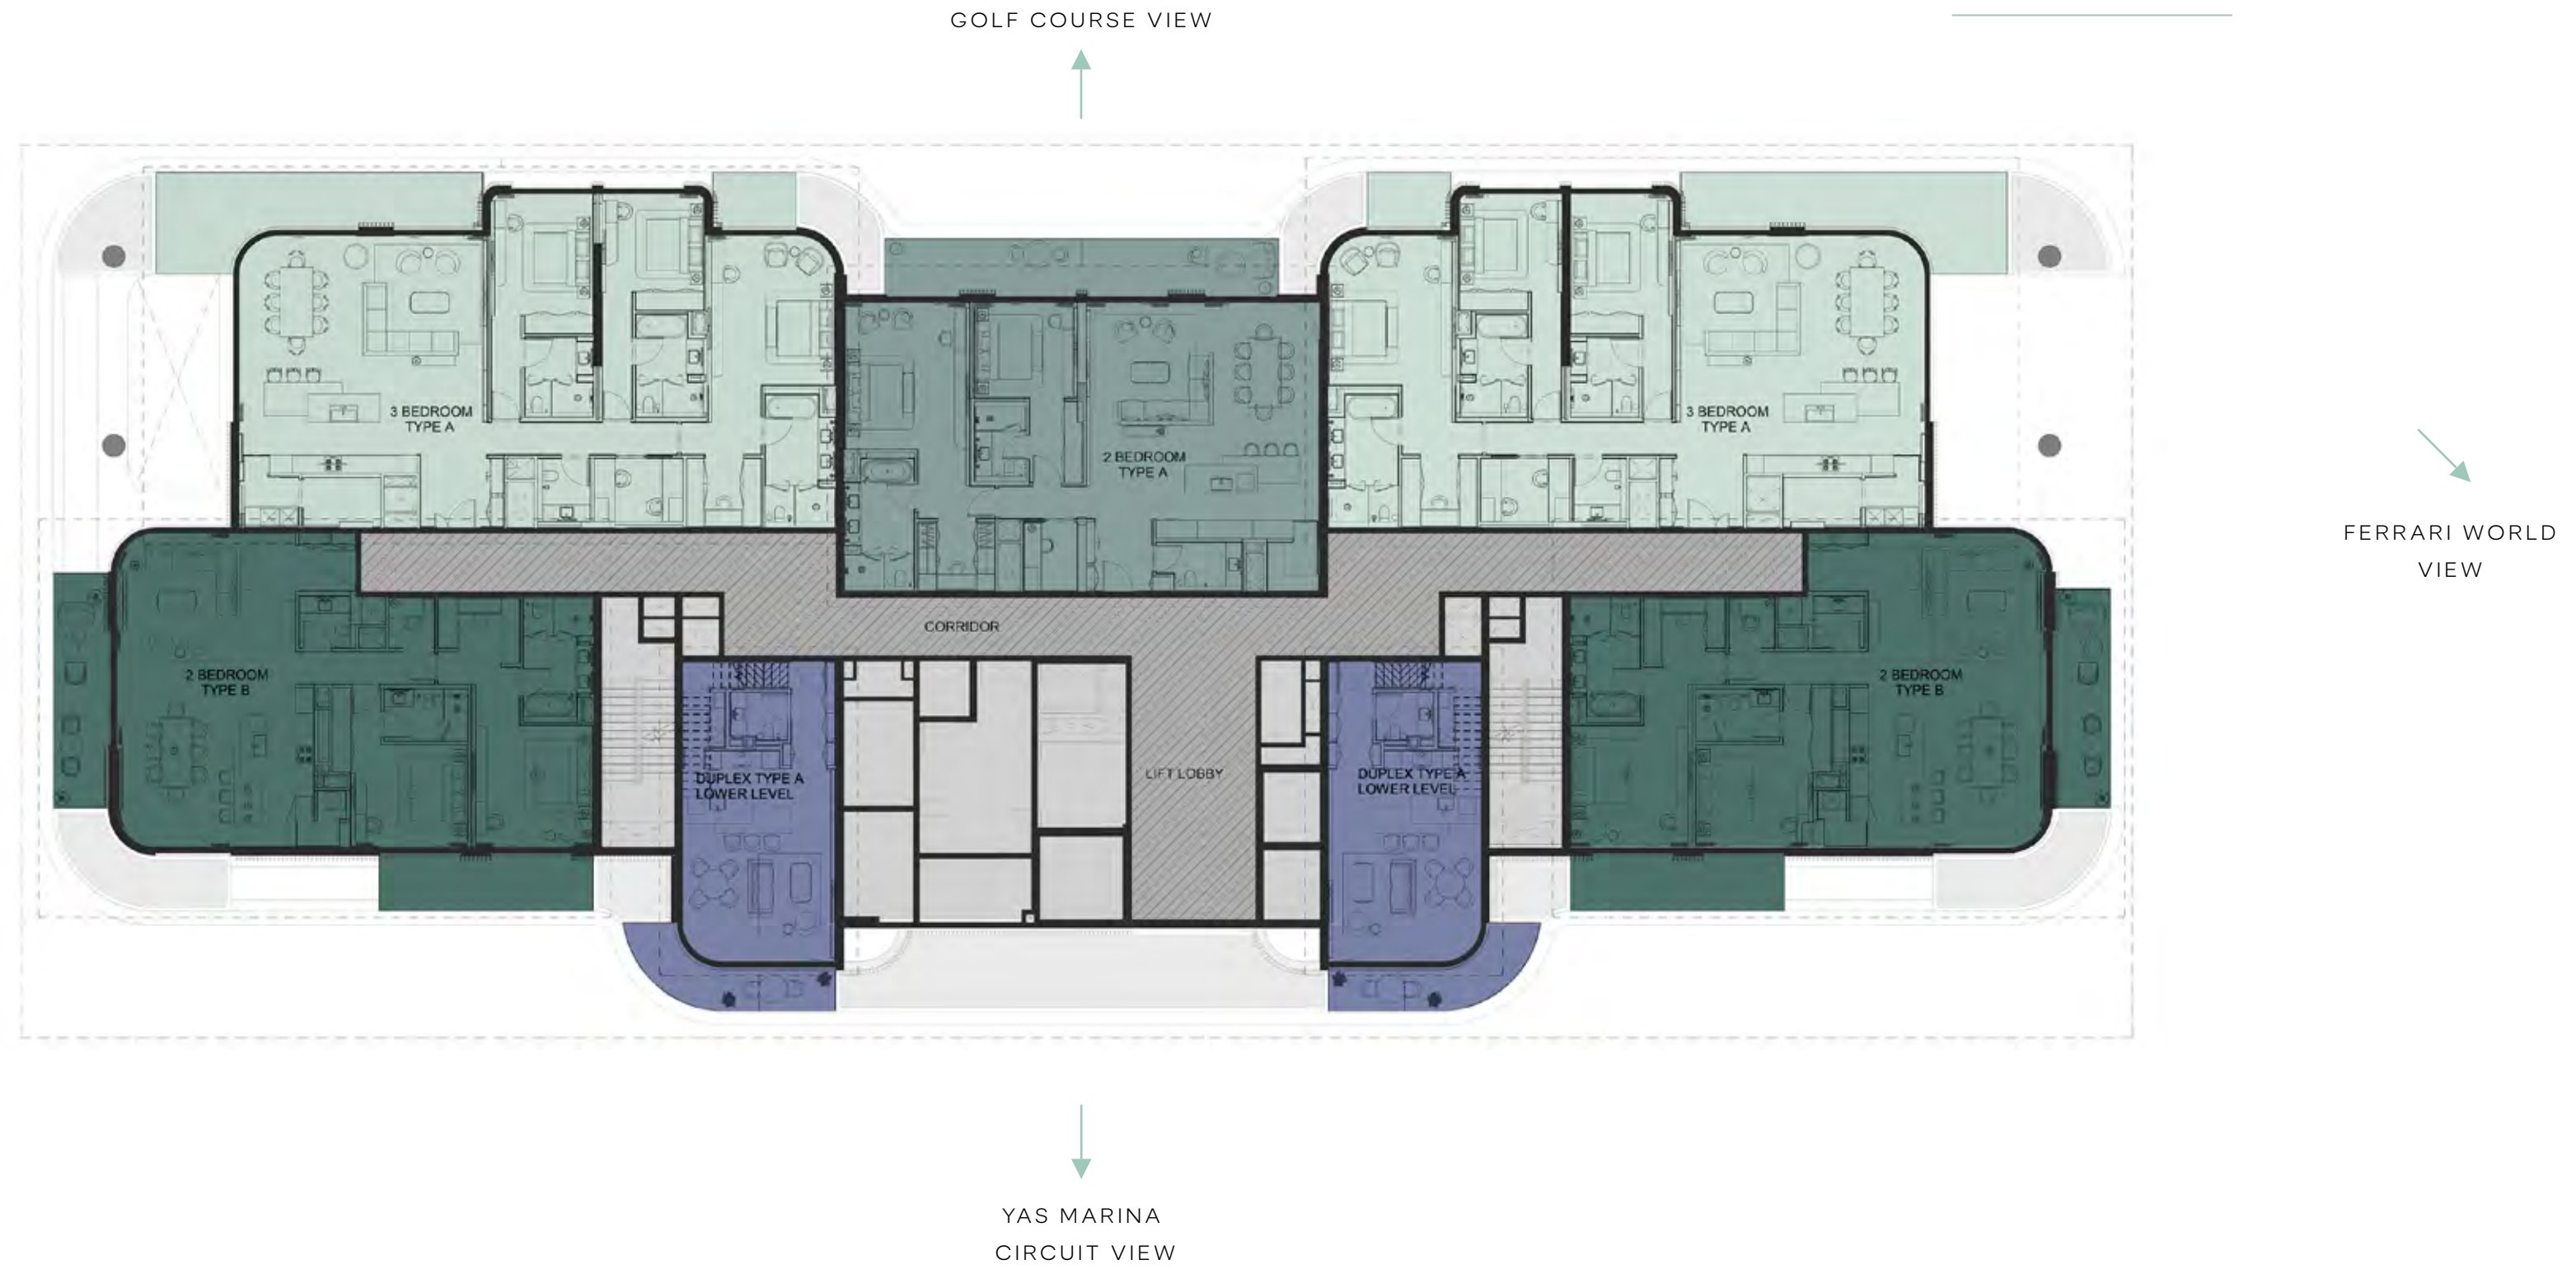 GOLF COURSE VIEW
3 BEDROOM
TYPE A
3 BEDROOM
TYPE A
2 BEDROOM
TYPE A
FERRARI WORLD
VIEW
CORRIDOR
2 BEDROOM
TYPE B
2 BEDROOM
TYPE B
DUPLEX TYPE A
LOWER LEVEL
LIFT LOBBY
DUPLEX TYPE A
LOWER LEVEL
YAS MARINA
CIRCUIT VIEW